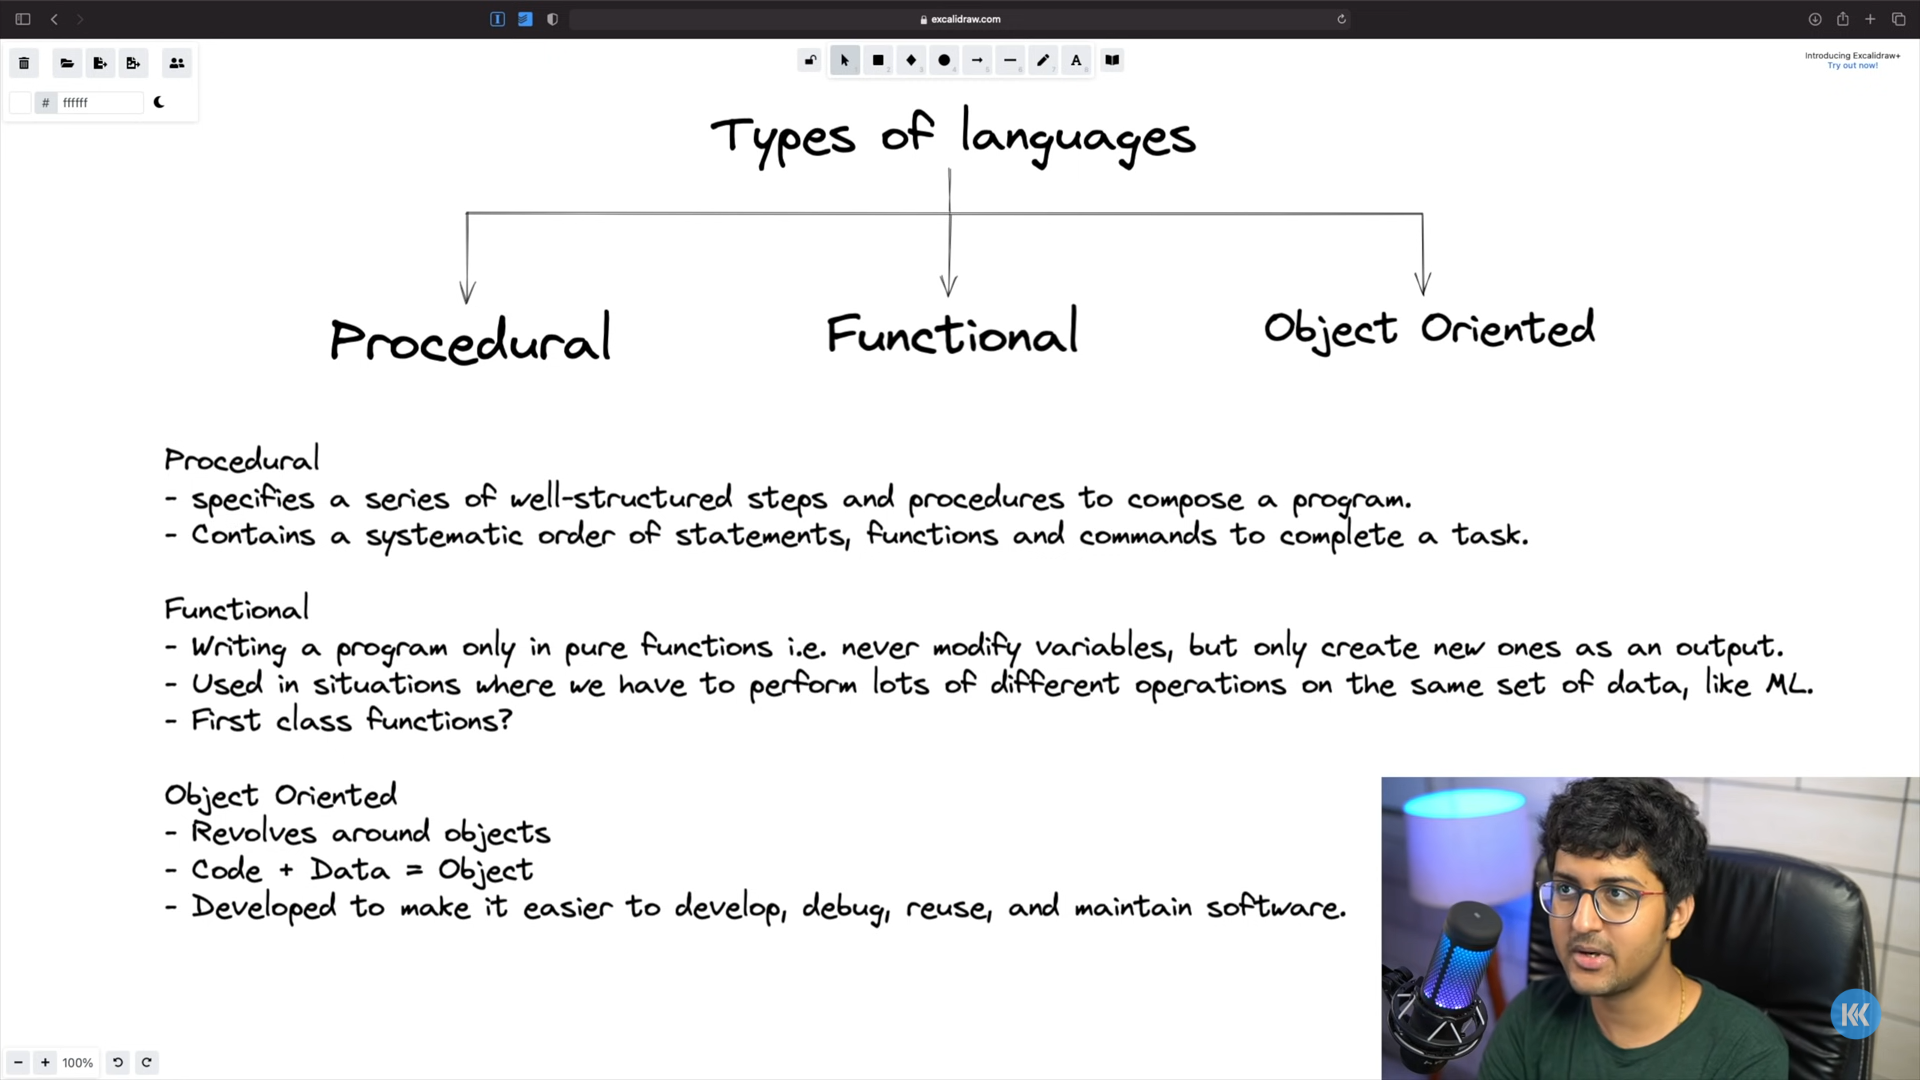 excalidraw.com
Introducing Excalidraw+
Try out now!
# ffffff
Types of languages
Procedural
Functional
Object Oriented
Procedural
- specifies a series of well-structured steps and procedures to compose a program.
- Contains a systematic order of statements, functions and commands to complete a task.
Functional
- Writing a program only in pure functions i.e. never modify variables, but only create new ones as an output.
- Used in situations where we have to perform lots of different operations on the same set of data, like ML.
- First class functions?
Object Oriented
- Revolves around objects
- Code + Data = Object
- Developed to make it easier to develop, debug, reuse, and maintain software.
KK
- + 100%